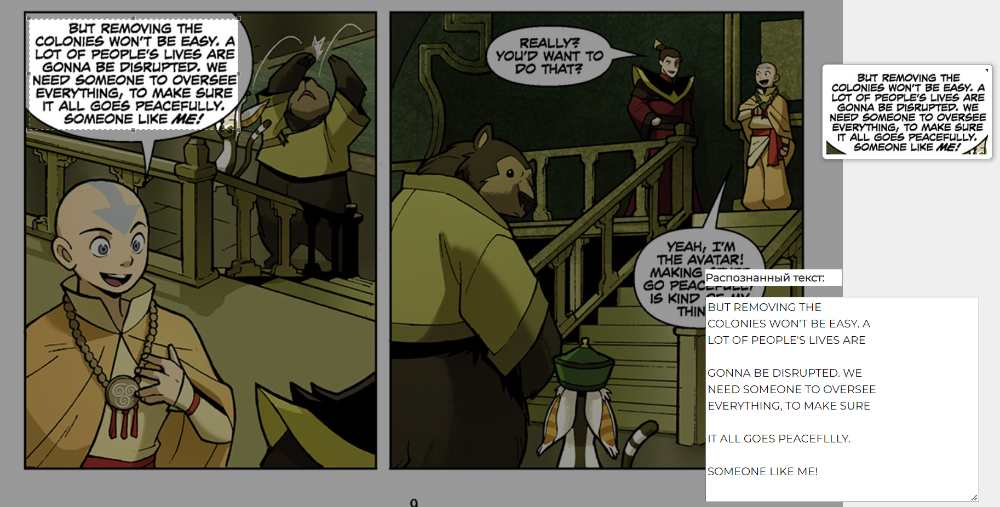 BUT REMOVING THE
COLONIES WON'T BE EASY. A
LOT OF PEOPLE'S LIVES ARE
GONNA BE DISRUPTED. WE
NEED SOMEONE TO OVERSEE
EVERYTHING, TO MAKE SURE
IT ALL GOES PEACEFULLY.
SOMEONE LIKE ME!
REALLY?
YOU'D WANT TO
DO THAT?
BUT REMOVING THE
COLONIES WON'T BE EASY. A
LOT OF PEOPLE'S LIVES ARE
GONNA BE DISRUPTED. WE
NEED SOMEONE TO OVERSEE
EVERYTHING, TO MAKE SURE
IT ALL GOES PEACEFULLY.
SOMEONE LIKE ME!
YEAH, I'M
THE AVATAR!
MAKING
GO PEACEFULLY
IS KIND OF MY
THIN
Распознанный текст:
BUT REMOVING THE
COLONIES WON'T BE EASY. A
LOT OF PEOPLE'S LIVES ARE
GONNA BE DISRUPTED. WE
NEED SOMEONE TO OVERSEE
EVERYTHING, TO MAKE SURE
IT ALL GOES PEACEFLLLY.
SOMEONE LIKE ME!
9